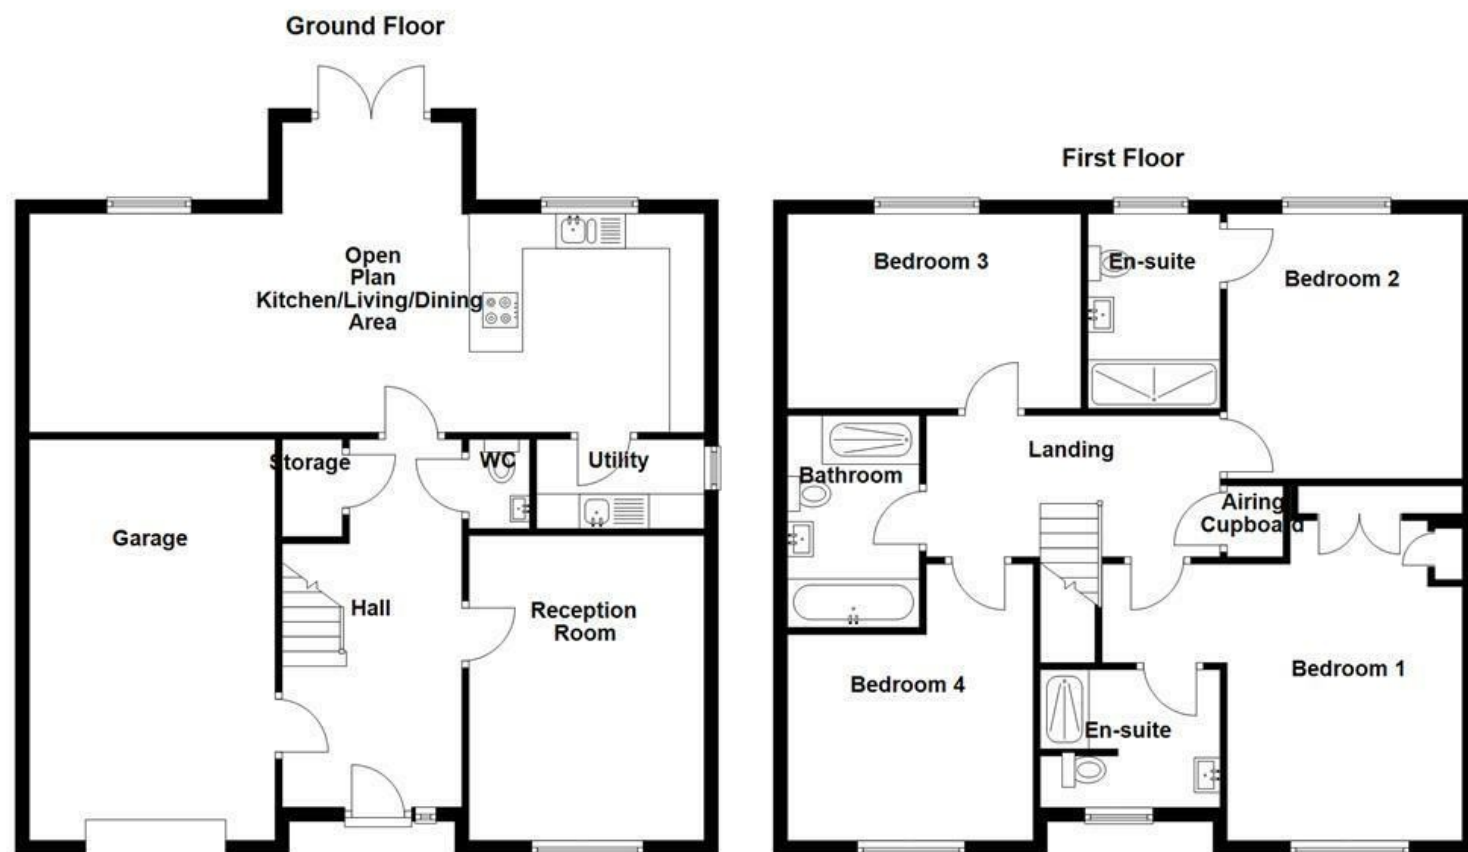 Ground Floor
Open
Plan
Kitchen/Living/Dining
Area
Storage
WC
Utility
Garage
Hall
Reception
Room
First Floor
Bedroom 3
En-suite
Bedroom 2
Landing
Bathroom
Airing
Cupboard
Bedroom 4
Bedroom 1
En-suite